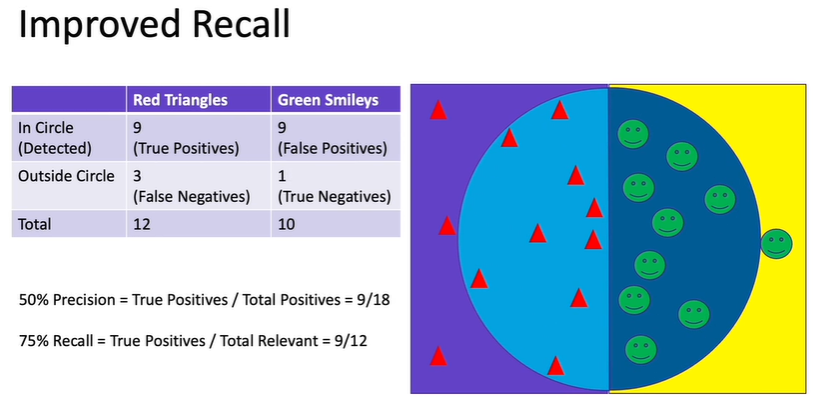 Improved Recall
Red Triangles Green Smileys
In Circle 9 9
(Detected) (True Positives) (False Positives)
Outside Circle 3 1
(False Negatives) (True Negatives)
Total 12 10
50% Precision = True Positives / Total Positives = 9/18
75% Recall = True Positives / Total Relevant = 9/12